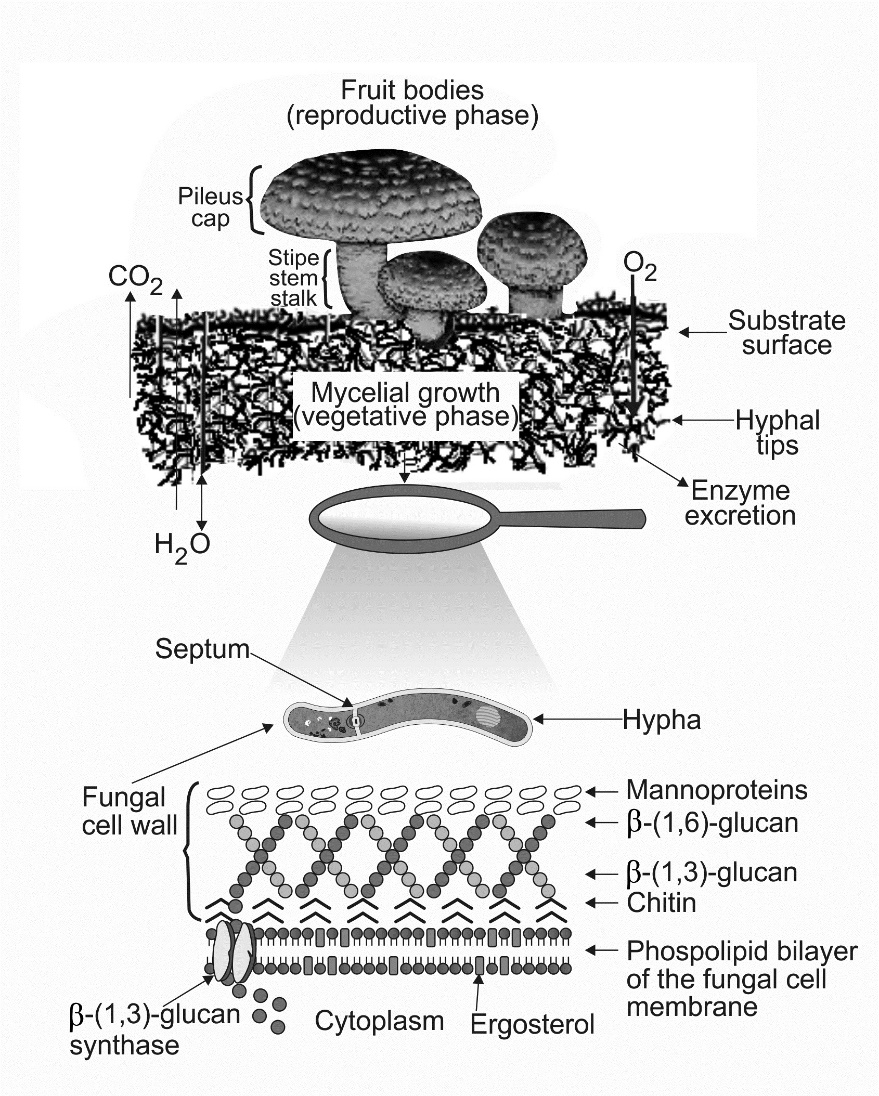 Fruit bodies
(reproductive phase)
Pileus
cap
Stipe
stem
stalk
CO2
O2
Substrate
surface
Mycelial growth
(vegetative phase)
Hyphal
tips
Enzyme
excretion
H2O
Septum
Hypha
Fungal
cell wall
Mannoproteins
β-(1,6)-glucan
β-(1,3)-glucan
Chitin
Phospolipid bilayer
of the fungal cell
membrane
β-(1,3)-glucan
synthase
Cytoplasm
Ergosterol